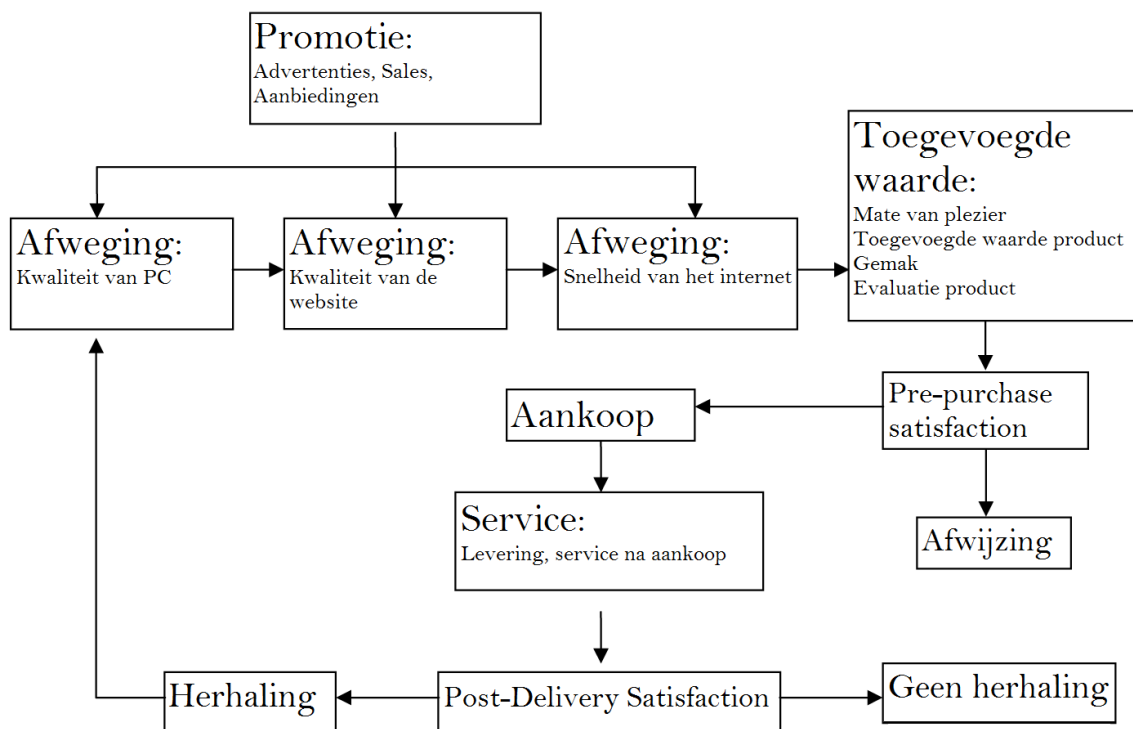 Promotie:
Advertenties, Sales,
Aanbiedingen
Afweging:
Kwaliteit van PC
Afweging:
Kwaliteit van de
website
Afweging:
Snelheid van het internet
Toegevoegde
waarde:
Mate van plezier
Toegevoegde waarde product
Gemak
Evaluatie product
Pre-purchase
satisfaction
Aankoop
Afwijzing
Service:
Levering, service na aankoop
Post-Delivery Satisfaction
Herhaling
Geen herhaling